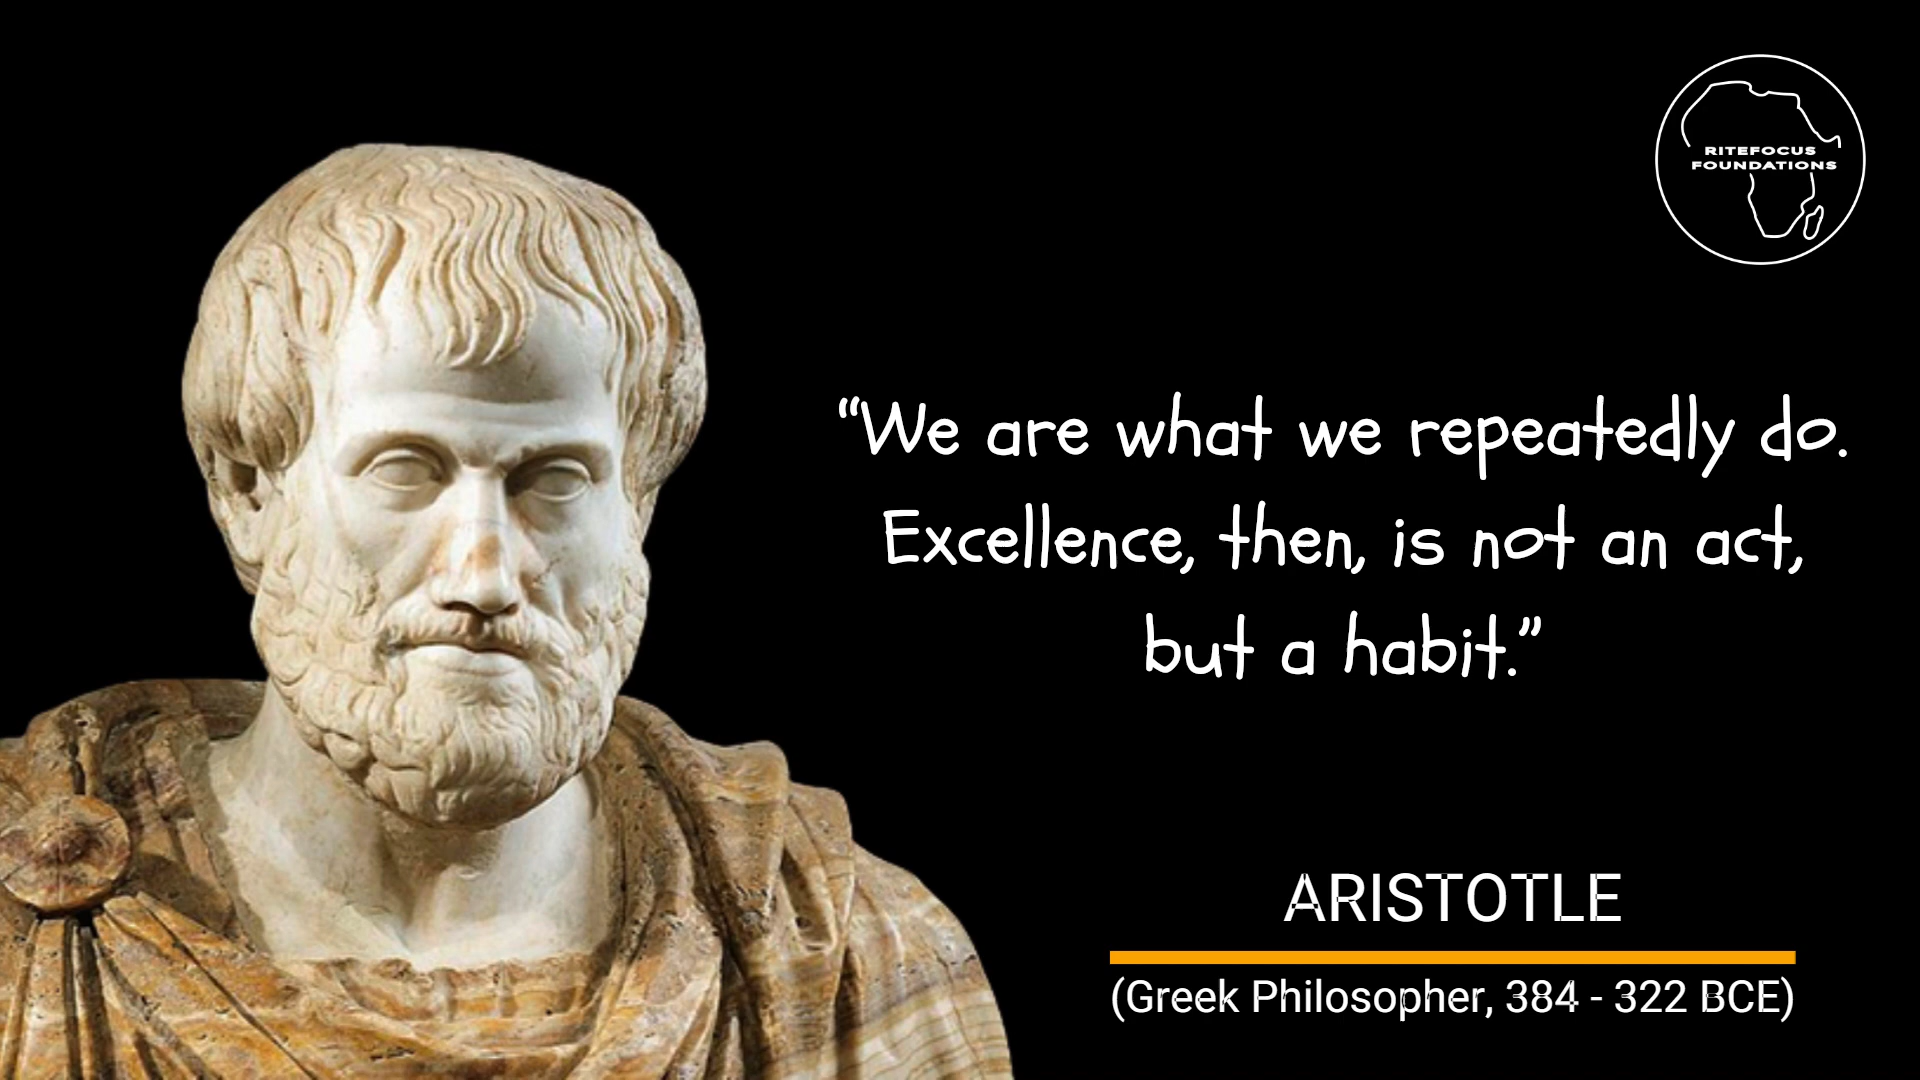 RITEFOCUS
FOUNDATIONS
“We are what we repeatedly do.
Excellence, then, is not an act,
but a habit.”
ARISTOTLE
(Greek Philosopher, 384 - 322 BCE)